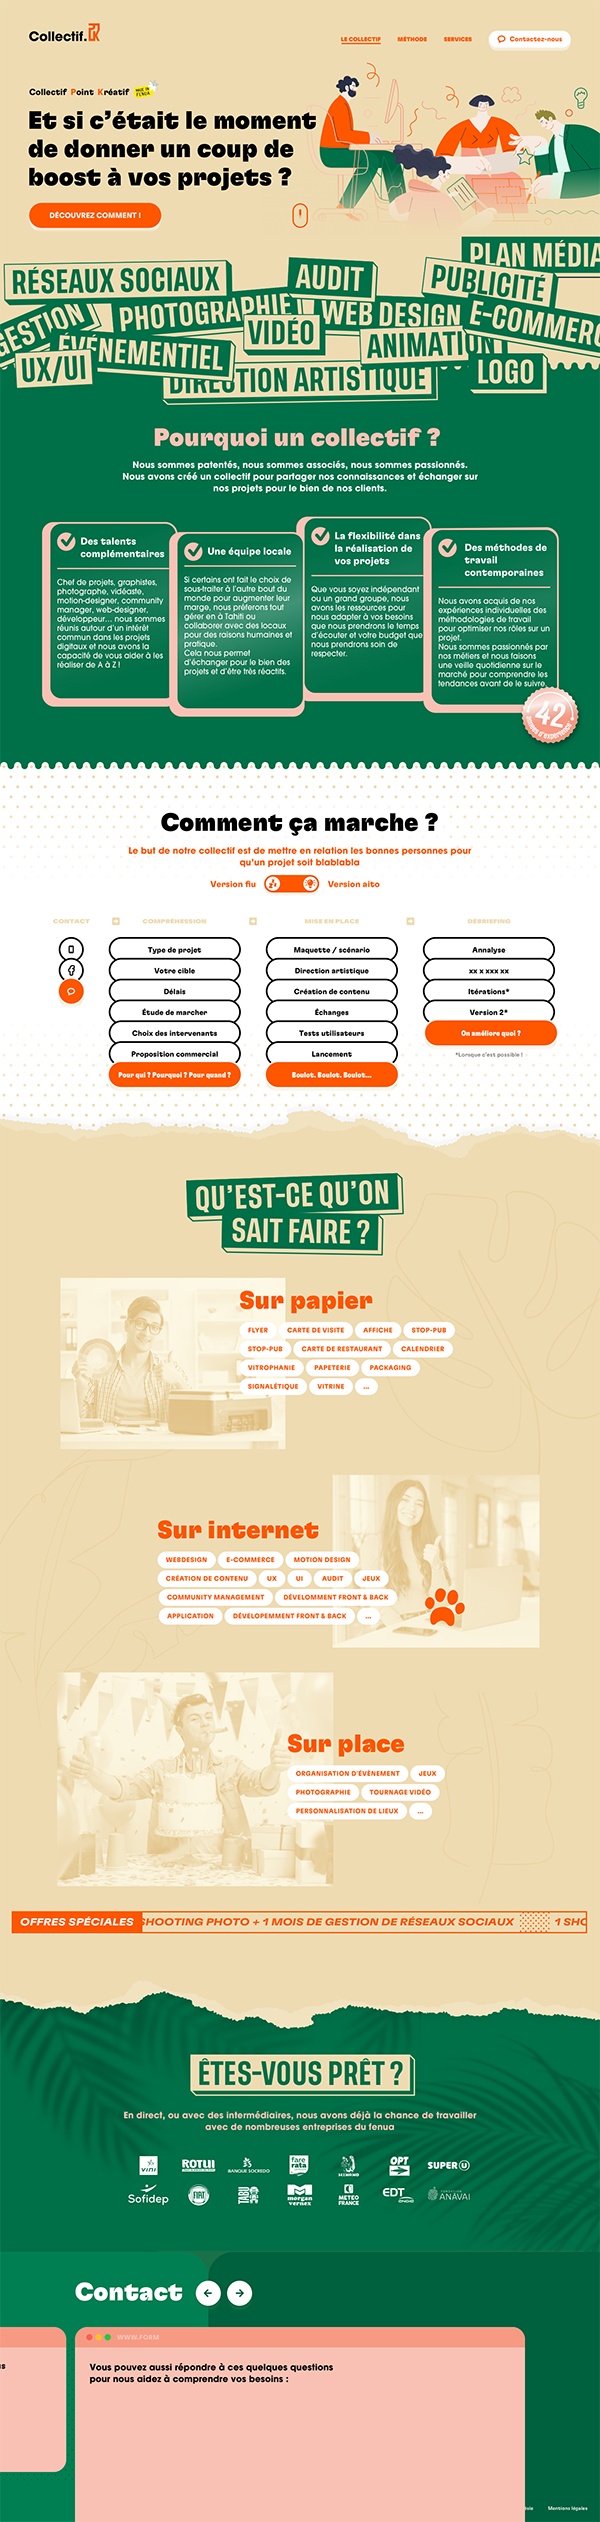 Collectif.PK
LE COLLECTIF
MÉTHODE
SERVICES
Contactez-nous
Collectif Point Kréatif
MADE IN FENUA
Et si c’était le moment
de donner un coup de
boost à vos projets ?
DÉCOUVREZ COMMENT !
PLAN MÉDIA
RÉSEAUX SOCIAUX
AUDIT
PUBLICITÉ
GESTION
PHOTOGRAPHIE
VIDÉO
WEB DESIGN
E-COMMERC
ÉVÉNEMENTIEL
ANIMATION
UX/UI
DIRECTION ARTISTIQUE
LOGO
Pourquoi un collectif ?
Nous sommes patentés, nous sommes associés, nous sommes passionnés.
Nous avons créé un collectif pour partager nos connaissances et échanger sur
nos projets pour le bien de nos clients.
Des talents
complémentaires
Chef de projets, graphistes,
photographe, vidéaste,
motion-designer, community
manager, web-designer,
développeur... nous sommes
réunis autour d’un intérêt
commun dans les projets
digitaux et nous avons la
capacité de vous aider à les
réaliser de A à Z !
Une équipe locale
Si certains ont fait le choix de
sous-traiter à l’autre bout du
monde pour augmenter leur
marge, nous préferons tout
gérer en à Tahiti ou
collaborer avec des locaux
pour des raisons humaines et
pratique.
Cela nous permet
d’échanger pour le bien des
projets et d’être très réactifs.
La flexibilité dans
la réalisation de
vos projets
Que vous soyez indépendant
ou un grand groupe, nous
avons les ressources pour
nous adapter à vos besoins
que nous prendrons le temps
d’écouter et votre budget que
nous prendrons soin de
respecter.
Des méthodes de
travail
contemporaines
Nous avons acquis de nos
expériences individuelles des
méthodologies de travail
pour optimiser nos rôles sur un
projet.
Nous sommes passionnés par
nos métiers et nous faisons
une veille quotidienne sur le
marché pour comprendre les
tendances avant de le suivre.
42
années d’expérience
Comment ça marche ?
Le but de notre collectif est de mettre en relation les bonnes personnes pour
qu’un projet soit blablabla
Version fiu
Version aito
CONTACT
COMPRÉHESSION
MISE EN PLACE
DÉBRISFING
Type de projet
Votre cible
Délais
Étude de marcher
Choix des intervenants
Proposition commercial
Pour qui ? Pourquoi ? Pour quand ?
Maquette / scénario
Direction artistique
Création de contenu
Échanges
Tests utilisateurs
Lancement
Boulot. Boulot. Boulot...
Annalyse
xx x xxx xx
Itérations*
Version 2*
On améliore quoi ?
*Lorsque c’est possible !
QU’EST-CE QU’ON
SAIT FAIRE ?
Sur papier
FLYER
CARTE DE VISITE
AFFICHE
STOP-PUB
STOP-PUB
CARTE DE RESTAURANT
CALENDRIER
VITROPHANIE
PAPETERIE
PACKAGING
SIGNALÉTIQUE
VITRINE
...
Sur internet
WEBDESIGN
E-COMMERCE
MOTION DESIGN
CRÉATION DE CONTENU
UX
UI
AUDIT
JEUX
COMMUNITY MANAGEMENT
DÉVELOMMENT FRONT & BACK
APPLICATION
DÉVELOPEMMENT FRONT & BACK
...
Sur place
ORGANISATION D’ÉVÈNEMENT
JEUX
PHOTOGRAPHIE
TOURNAGE VIDÉO
PERSONNALISATION DE LIEUX
...
OFFRES SPÉCIALES
SHOOTING PHOTO + 1 MOIS DE GESTION DE RÉSEAUX SOCIAUX
1 SHO
ÊTES-VOUS PRÊT ?
En direct, ou avec des intermédiaires, nous avons déjà la chance de travailler
avec de nombreuses entreprises du fenua
vini
ROTUI
BANQUE SOCREDO
fare
rata
OPT
SUPER U
Sofidep
FIAT
morgan
vernex
METEO
FRANCE
EDT
ENGIE
ANAVAI
Contact
WWW.FORM
Vous pouvez aussi répondre à ces quelques questions
pour nous aidez à comprendre vos besoins :
Mentions légales